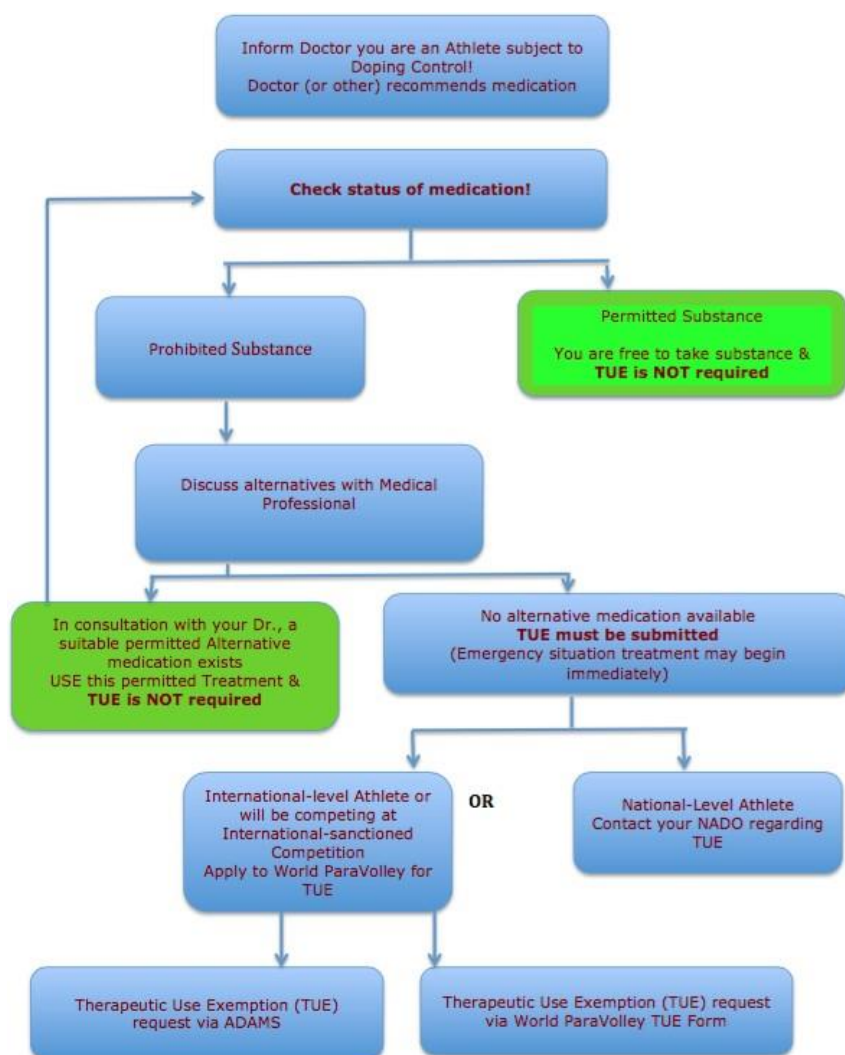 Inform Doctor you are an Athlete subject to
Doping Control!
Doctor (or other) recommends medication
Check status of medication!
Prohibited Substance
Permitted Substance
You are free to take substance &
TUE is NOT required
Discuss alternatives with Medical
Professional
In consultation with your Dr., a
suitable permitted Alternative
medication exists
USE this permitted Treatment &
TUE is NOT required
No alternative medication available
TUE must be submitted
(Emergency situation treatment may begin
immediately)
International-level Athlete or
will be competing at
International-sanctioned
Competition
Apply to World ParaVolley for
TUE
OR
National-Level Athlete
Contact your NADO regarding
TUE
Therapeutic Use Exemption (TUE)
request via ADAMS
Therapeutic Use Exemption (TUE) request
via World ParaVolley TUE Form